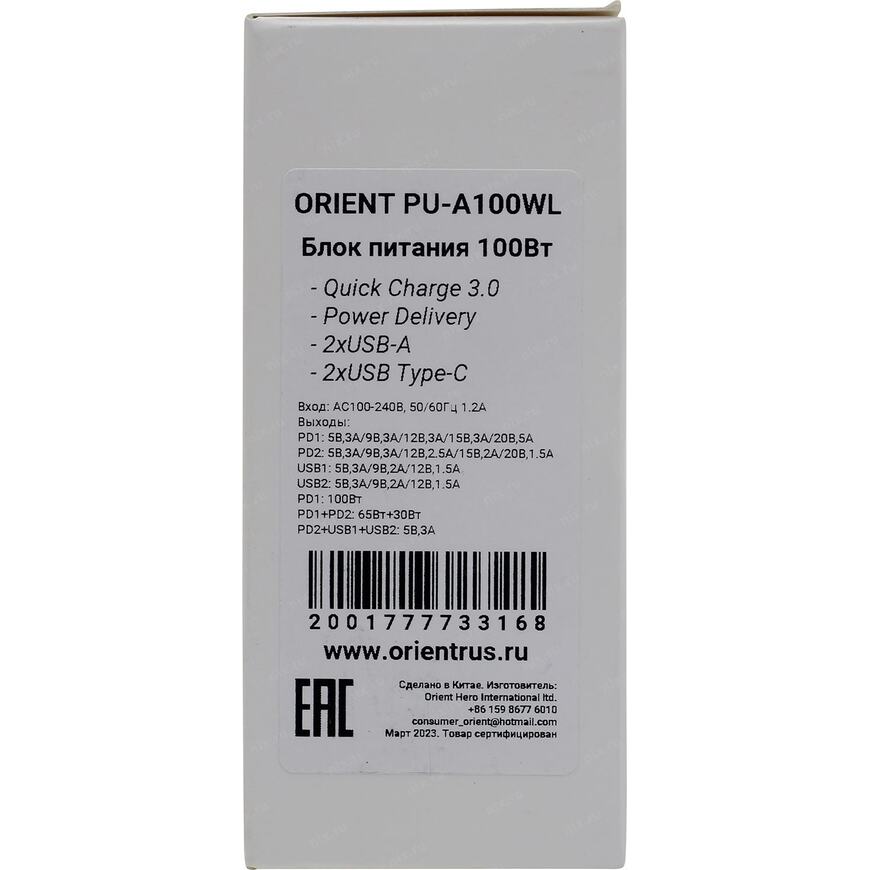 ORIENT PU-A100WL
Блок питания 100Вт
- Quick Charge 3.0
- Power Delivery
- 2xUSB-A
- 2xUSB Type-C
Вход: AC100-240В, 50/60Гц 1.2А
Выходы:
PD1: 5В,3А/9В,3А/12В,3А/15В,3А/20В,5А
PD2: 5В,3А/9В,3А/12В,2.5А/15В,2А/20В,1.5А
USB1: 5В,3А/9В,2А/12В,1.5А
USB2: 5В,3А/9В,2А/12В,1.5А
PD1: 100Вт
PD1+PD2: 65Вт+30Вт
PD2+USB1+USB2: 5В,3А
2001777733168
www.orientrus.ru
EAC
Сделано в Китае. Изготовитель:
Orient Hero International ltd.
+86 159 8677 6010
consumer_orient@hotmail.com
Март 2023. Товар сертифицирован